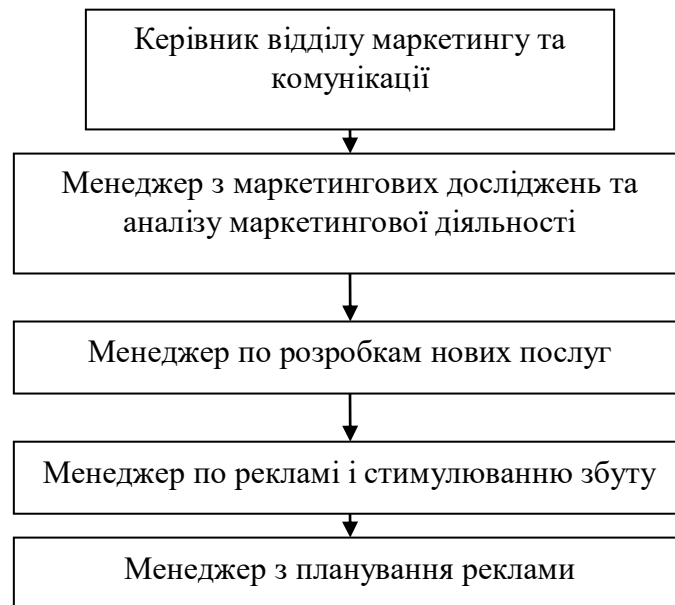 Керівник відділу маркетингу та
комунікації
Менеджер з маркетингових досліджень та
аналізу маркетингової діяльності
Менеджер по розробкам нових послуг
Менеджер по рекламі і стимулюванню збуту
Менеджер з планування реклами